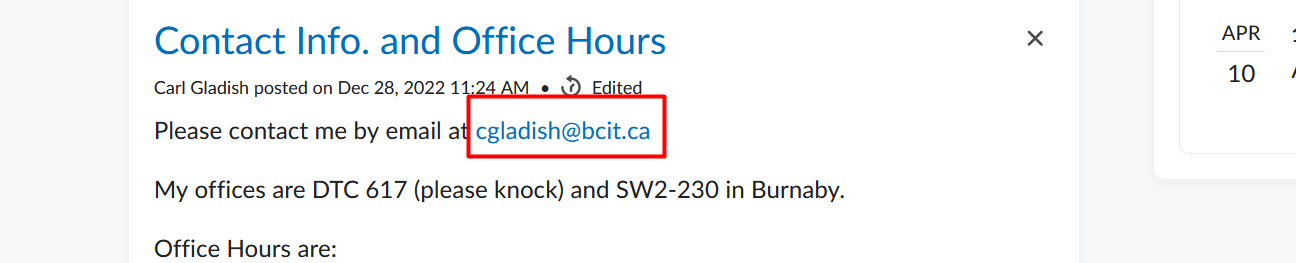 Contact Info. and Office Hours
Carl Gladish posted on Dec 28, 2022 11:24 AM • Edited
Please contact me by email at cgladish@bcit.ca
My offices are DTC 617 (please knock) and SW2-230 in Burnaby.
Office Hours are:
APR
10